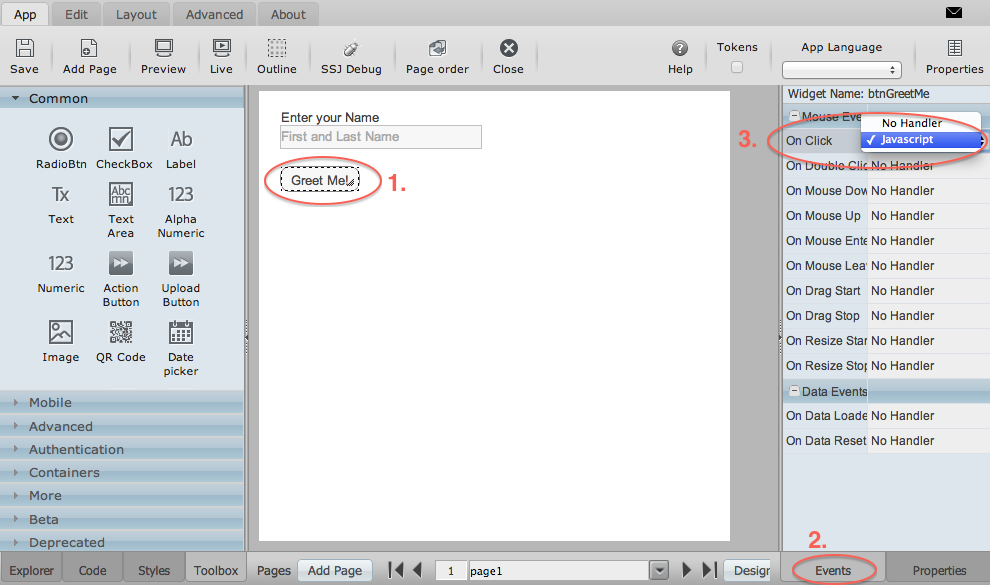 App Edit Layout Advanced About
Save Add Page Preview Live Outline SSJ Debug Page order Close Help Tokens App Language Properties
Common
RadioBtn CheckBox Ab Label
Tx Text Abc mn Text Area 123 Alpha Numeric
123 Numeric Action Button Upload Button
Image QR Code Date picker
Mobile
Advanced
Authentication
Containers
More
Beta
Deprecated
Explorer Code Styles Toolbox
Enter your Name
First and Last Name
Greet Me! 1.
Pages Add Page 1 page1 Desigr
Widget Name: btnGreetMe
Mouse Eve
No Handler
3. On Click ✓ Javascript
On Double Clic No Handler
On Mouse Dow No Handler
On Mouse Up No Handler
On Mouse Ente No Handler
On Mouse Lea No Handler
On Drag Start No Handler
On Drag Stop No Handler
On Resize Star No Handler
On Resize Stop No Handler
Data Events
On Data Loade No Handler
On Data Reset No Handler
2.
Events Properties